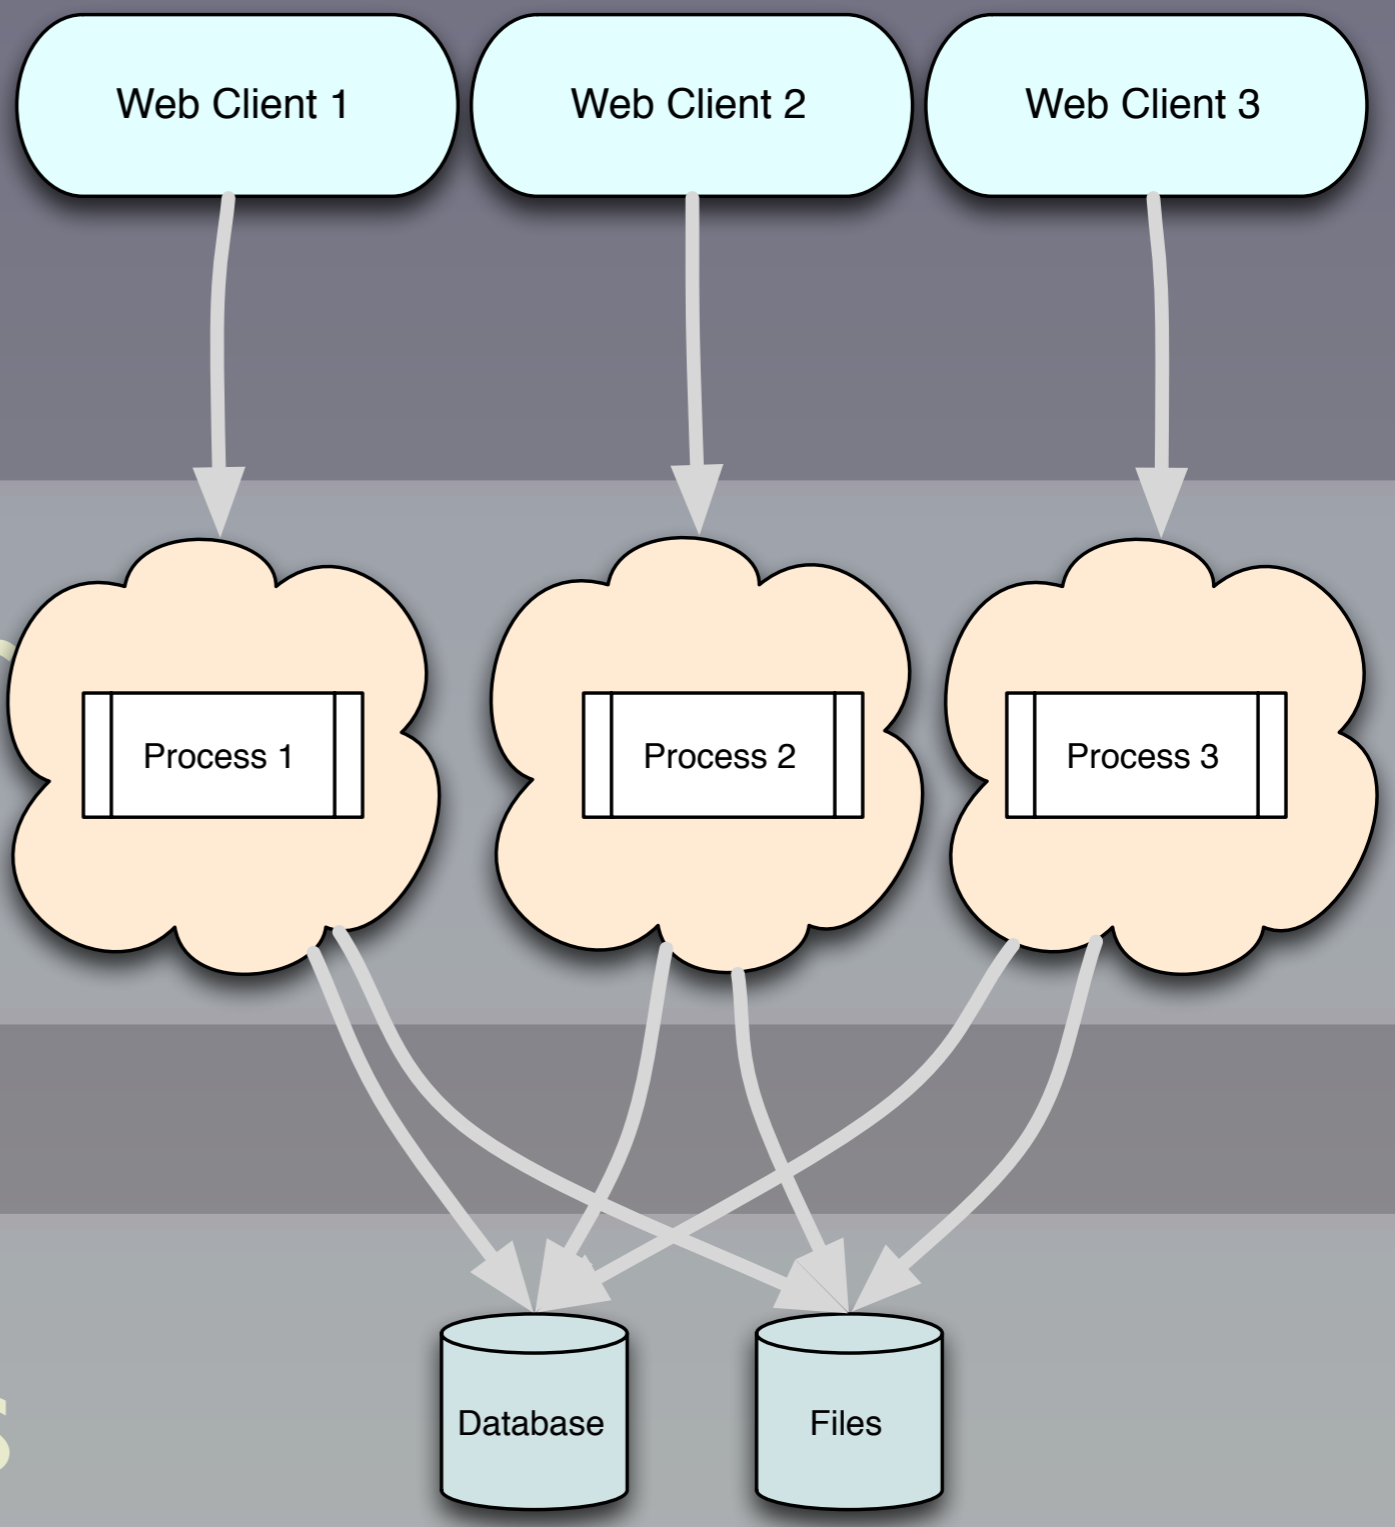 Web Client 1
Web Client 2
Web Client 3
Process 1
Process 2
Process 3
Database
Files
s